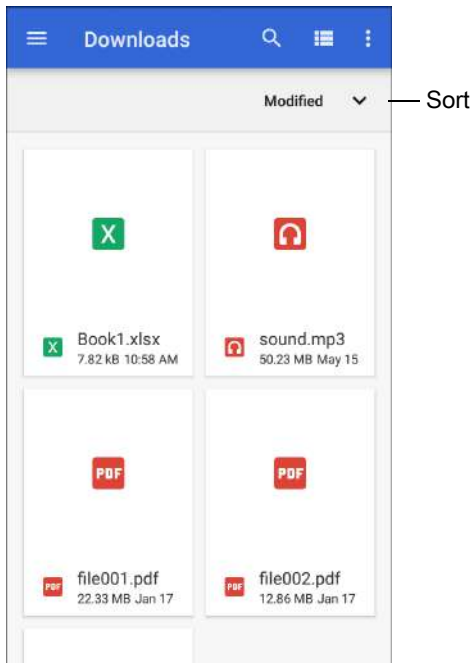 Downloads
Modified
Sort
X
Book1.xlsx
7.82 kB 10:58 AM
sound.mp3
50.23 MB May 15
X
PDF
PDF
file001.pdf
22.33 MB Jan 17
PDF
file002.pdf
12.86 MB Jan 17
PDF